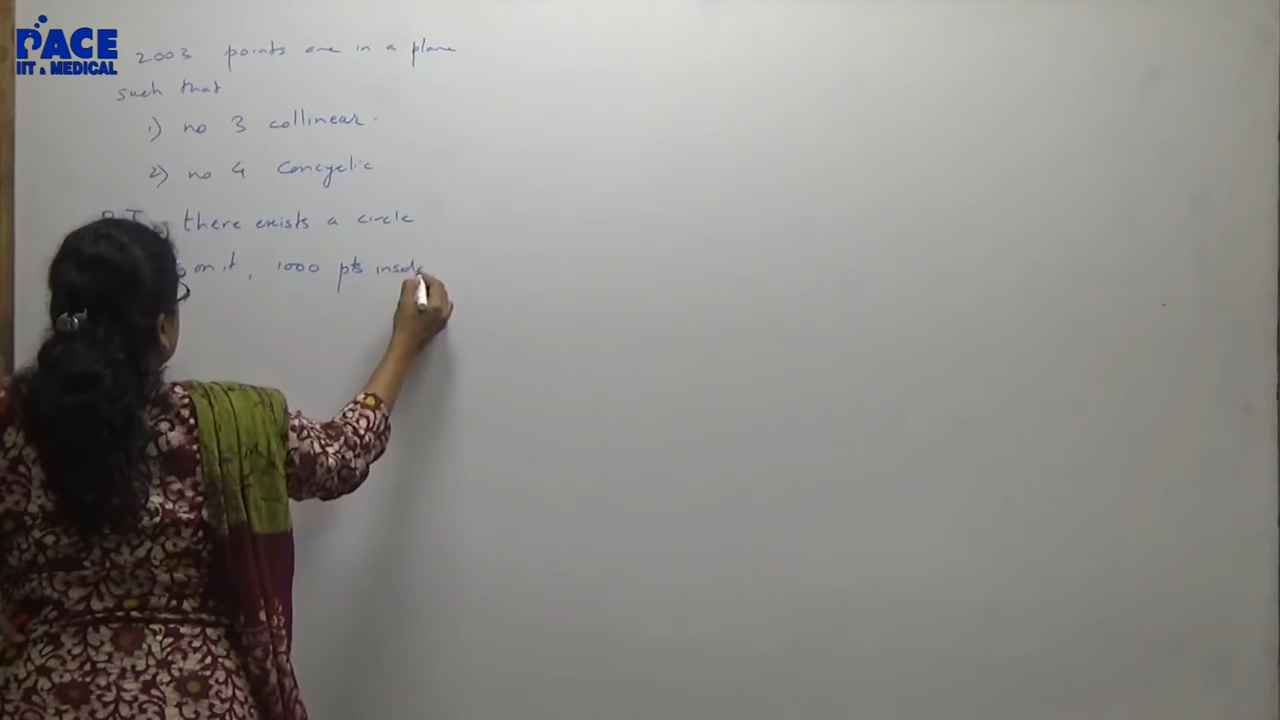 PACE
IIT & MEDICAL
2003 points are in a plane
such that
1) no 3 collinear.
2) no 4 concyclic
there exists a circle
on it, 1000 pts inside